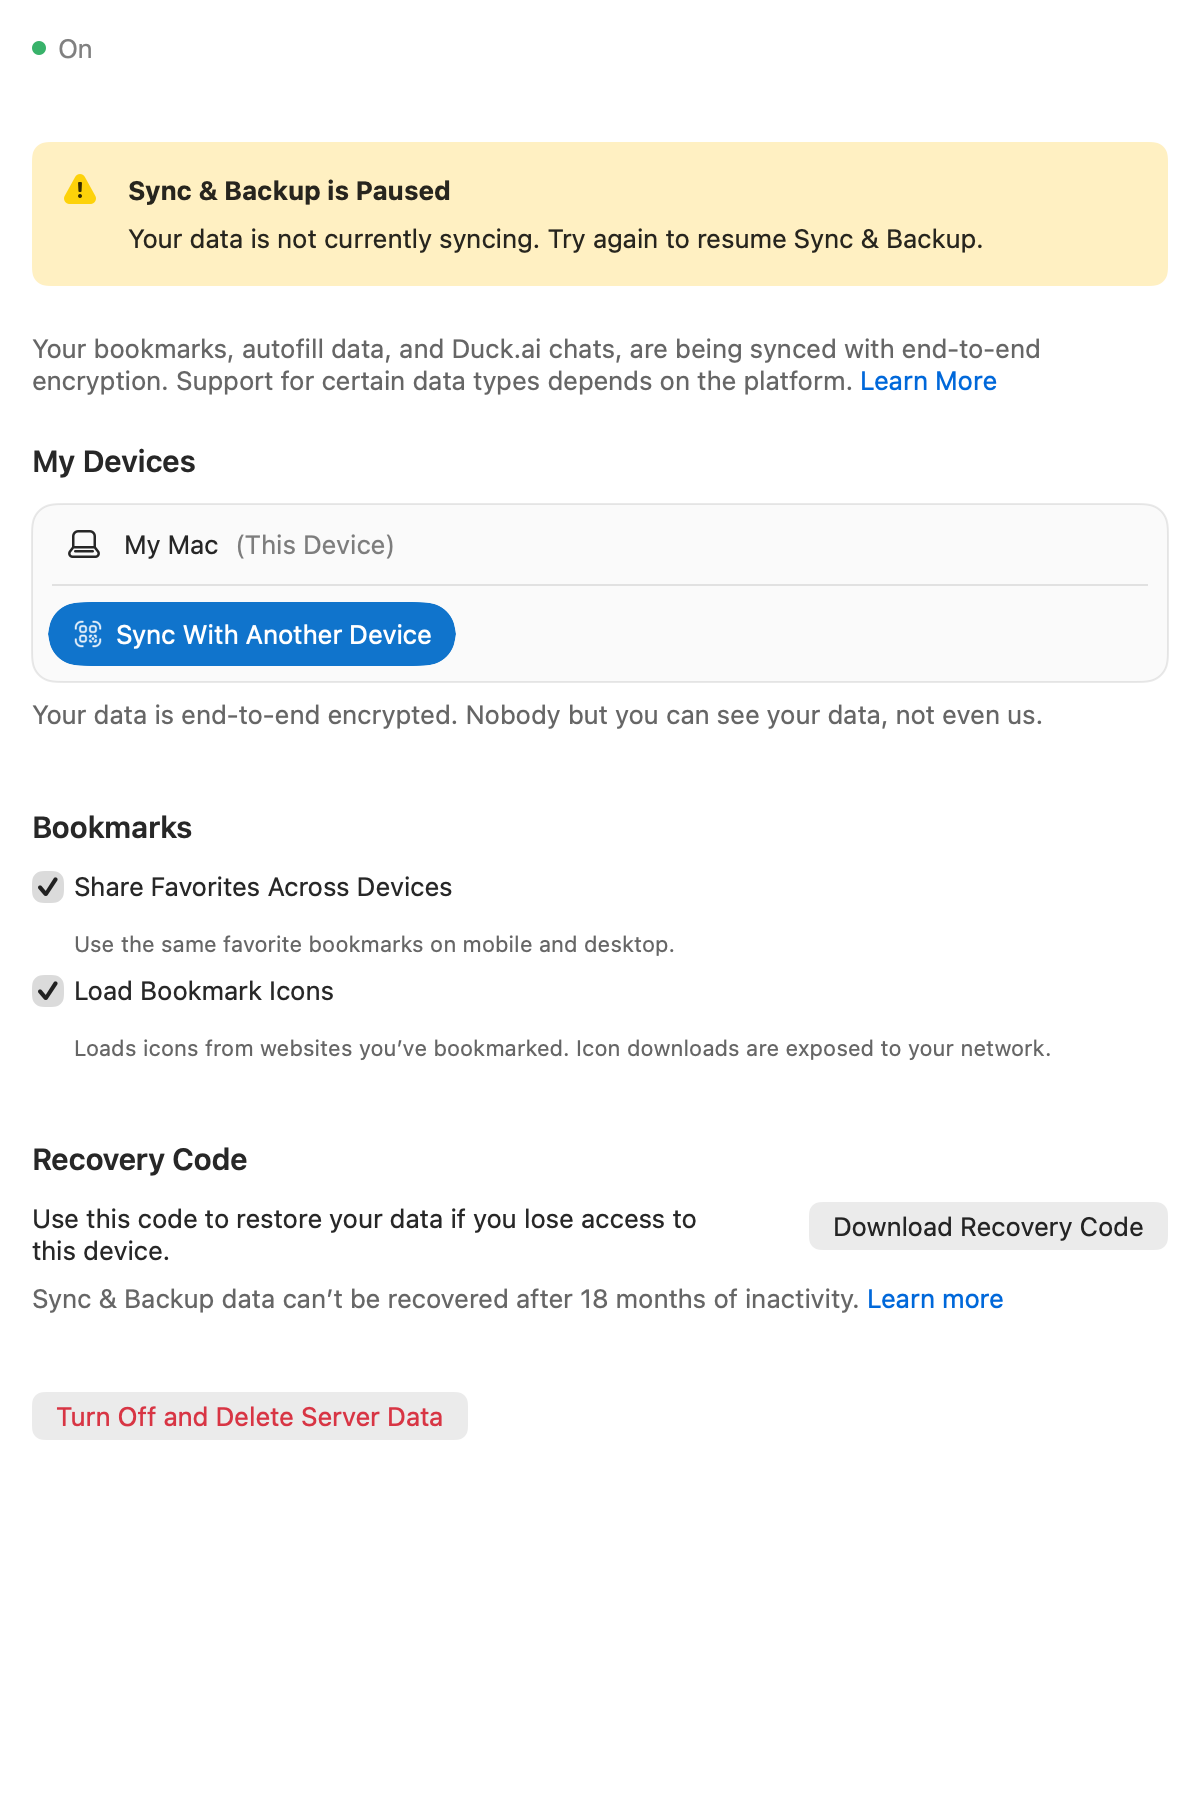 On
Sync & Backup is Paused
Your data is not currently syncing. Try again to resume Sync & Backup.
Your bookmarks, autofill data, and Duck.ai chats, are being synced with end-to-end
encryption. Support for certain data types depends on the platform. Learn More
My Devices
My Mac (This Device)
Sync With Another Device
Your data is end-to-end encrypted. Nobody but you can see your data, not even us.
Bookmarks
Share Favorites Across Devices
Use the same favorite bookmarks on mobile and desktop.
Load Bookmark Icons
Loads icons from websites you’ve bookmarked. Icon downloads are exposed to your network.
Recovery Code
Use this code to restore your data if you lose access to
this device.
Download Recovery Code
Sync & Backup data can’t be recovered after 18 months of inactivity. Learn more
Turn Off and Delete Server Data